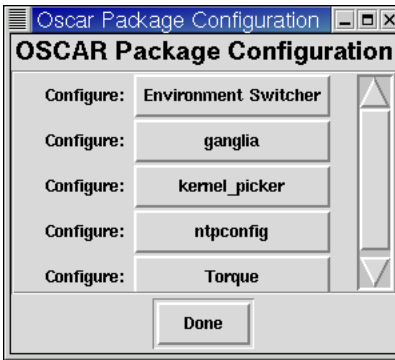 Oscar Package Configuration
OSCAR Package Configuration
Configure: Environment Switcher
Configure: ganglia
Configure: kernel_picker
Configure: ntpconfig
Configure: Torque
Done